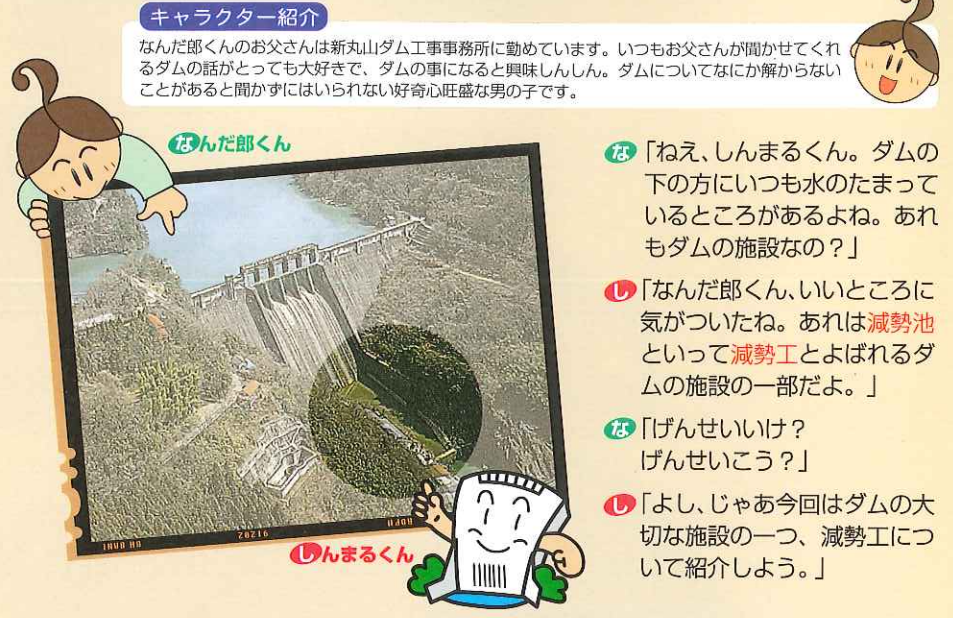 キャラクター紹介
なんだ郎くんのお父さんは新丸山ダム工事事務所に勤めています。いつもお父さんが聞かせてくれ
るダムの話がとっても大好きで、ダムの事になると興味しんしん。ダムについてなにか解からない
ことがあると聞かずにはいられない好奇心旺盛な男の子です。
なんだ郎くん
な「ねえ、しんまるくん。ダムの
下の方にいつも水のたまって
いるところがあるよね。あれ
もダムの施設なの？」
し「なんだ郎くん、いいところに
気がついたね。あれは減勢池
といって減勢工とよばれるダ
ムの施設の一部だよ。」
な「げんせいいけ？
げんせいこう？」
し「よし、じゃあ今回はダムの大
切な施設の一つ、減勢工につ
いて紹介しよう。」
しんまるくん